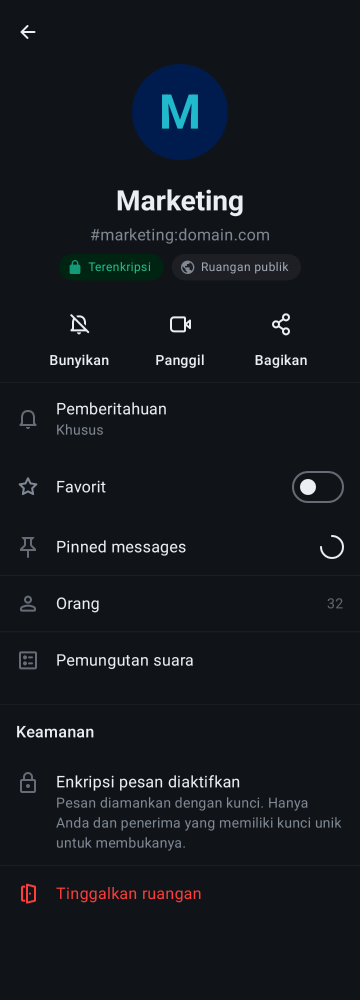 M
Marketing
#marketing:domain.com
Terenkripsi
Ruangan publik
Bunyikan
Panggil
Bagikan
Pemberitahuan
Khusus
Favorit
Pinned messages
Orang
32
Pemungutan suara
Keamanan
Enkripsi pesan diaktifkan
Pesan diamankan dengan kunci. Hanya
Anda dan penerima yang memiliki kunci unik
untuk membukanya.
Tinggalkan ruangan